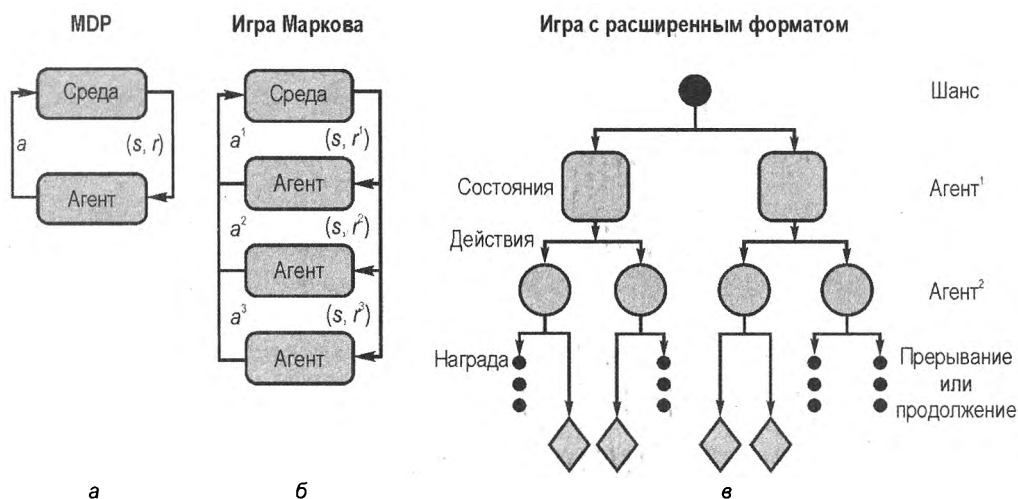 MDP
Среда
a
(s, r)
Агент
а
Игра Маркова
Среда
a¹
(s, r¹)
Агент
a²
(s, r²)
Агент
a³
(s, r³)
Агент
б
Игра с расширенным форматом
Шанс
Состояния
Агент¹
Действия
Агент²
Награда
Прерывание
или
продолжение
в